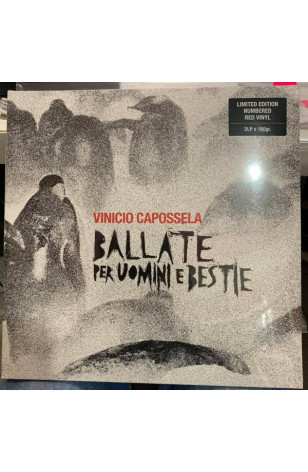 LIMITED EDITION
NUMBERED
RED VINYL
2LP x 180gr.
VINICIO CAPOSSELA
BALLATE
PER UOMINI E BESTIE